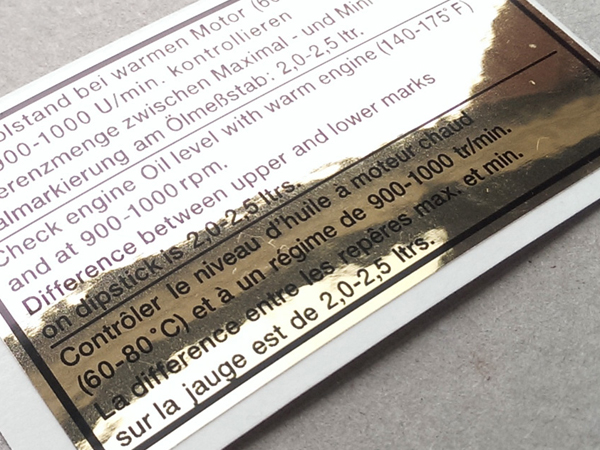 lstand bei warmen Motor (60
900-1000 U/min. kontrollieren
erenzmenge zwischen Maximal - und Mini
almarkierung am Ölmeßstab: 2,0-2,5 ltr.
Check engine Oil level with warm engine (140-175°F)
and at 900-1000 rpm.
Difference between upper and lower marks
on dipstick is 2,0-2,5 ltrs.
Contrôler le niveau d'huile à moteur chaud
(60-80°C) et à un régime de 900-1000 tr/min.
La différence entre les repères max. et min.
sur la jauge est de 2,0-2,5 ltrs.